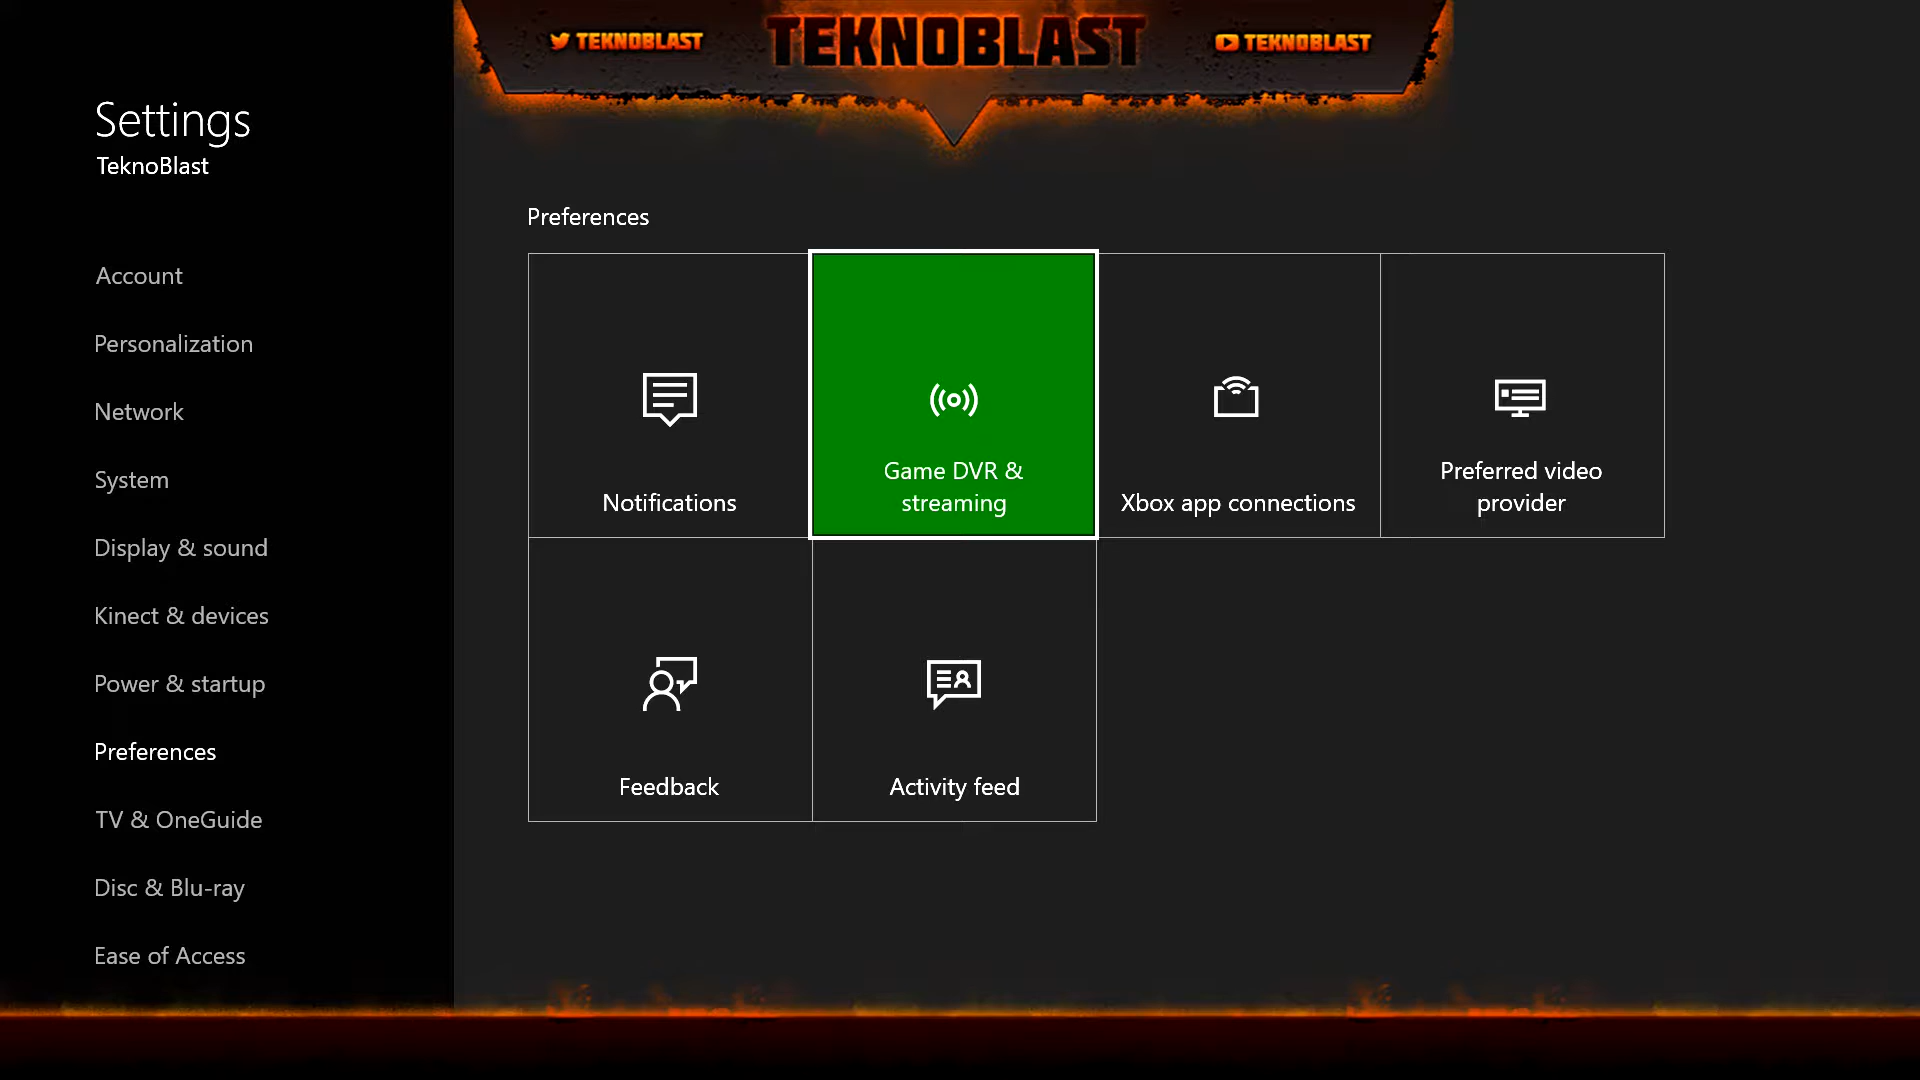 TEKNOBLAST
TEKNOBLAST
TEKNOBLAST
Settings
TeknoBlast
Account
Personalization
Network
System
Display & sound
Kinect & devices
Power & startup
Preferences
TV & OneGuide
Disc & Blu-ray
Ease of Access
Preferences
Notifications
Game DVR &
streaming
Xbox app connections
Preferred video
provider
Feedback
Activity feed